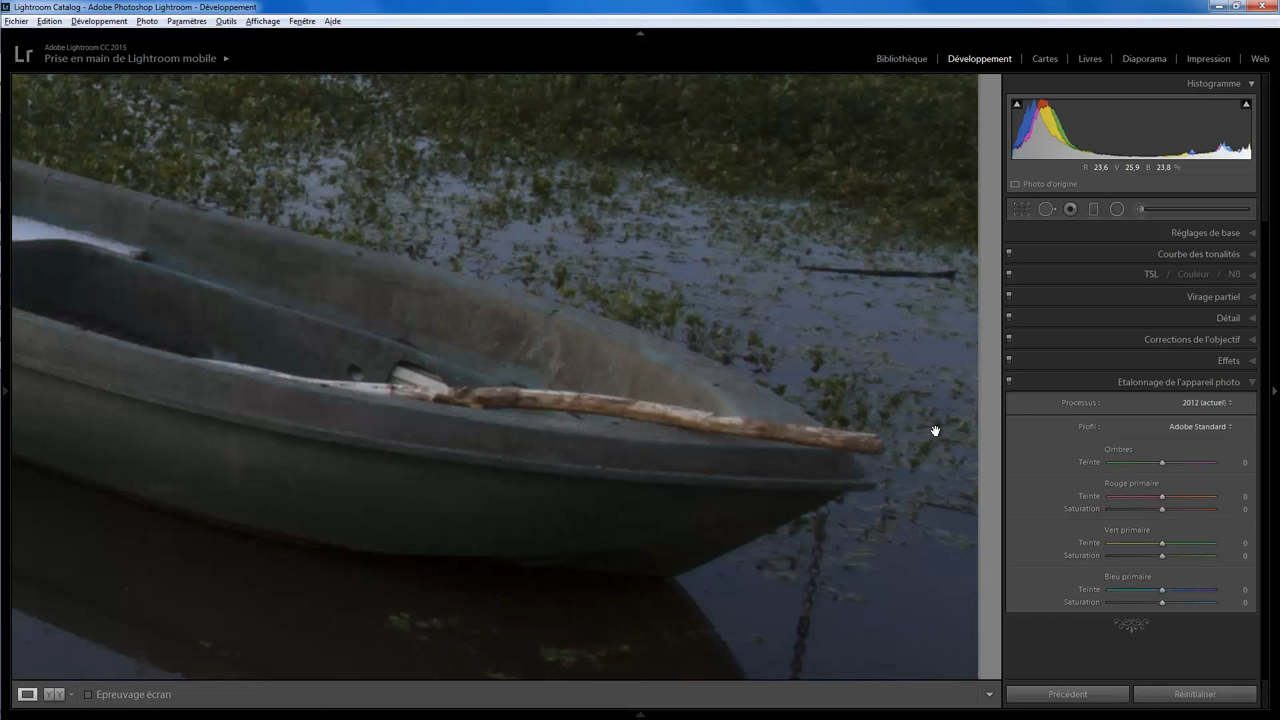 Lightroom Catalog - Adobe Photoshop Lightroom - Développement
Fichier Edition Développement Photo Paramètres Outils Affichage Fenêtre Aide
Lr
Adobe Lightroom CC 2015
Prise en main de Lightroom mobile
Bibliothèque | Développement | Cartes | Livres | Diaporama | Impression | Web
Histogramme
R 23,6 V 25,9 B 23,8 %
Photo d'origine
Réglages de base
Courbe des tonalités
TSL / Couleur / NB
Virage partiel
Détail
Corrections de l'objectif
Effets
Etalonnage de l'appareil photo
Processus : 2012 (actuel)
Profil : Adobe Standard
Ombres
Teinte 0
Rouge primaire
Teinte 0
Saturation 0
Vert primaire
Teinte 0
Saturation 0
Bleu primaire
Teinte 0
Saturation 0
Y Y Epreuvage écran
Précédent Réinitialiser